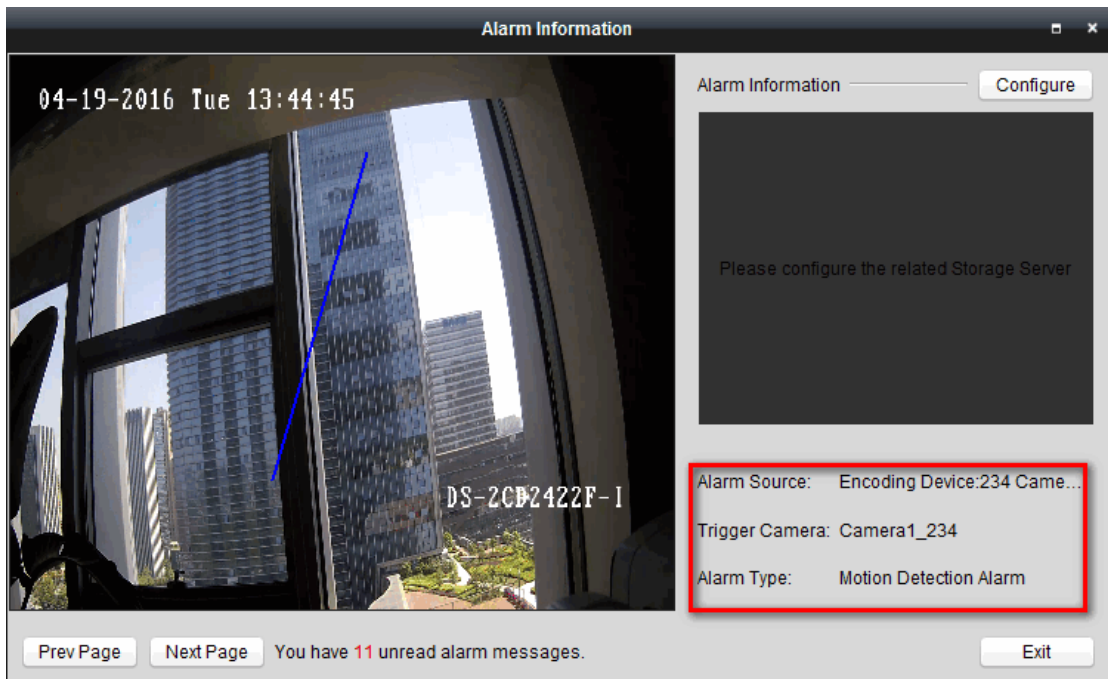 Alarm Information
04-19-2016 Tue 13:44:45
DS-2CD2422F-I
Alarm Information
Configure
Please configure the related Storage Server
Alarm Source: Encoding Device:234 Came...
Trigger Camera: Camera1_234
Alarm Type: Motion Detection Alarm
Prev Page
Next Page
You have 11 unread alarm messages.
Exit